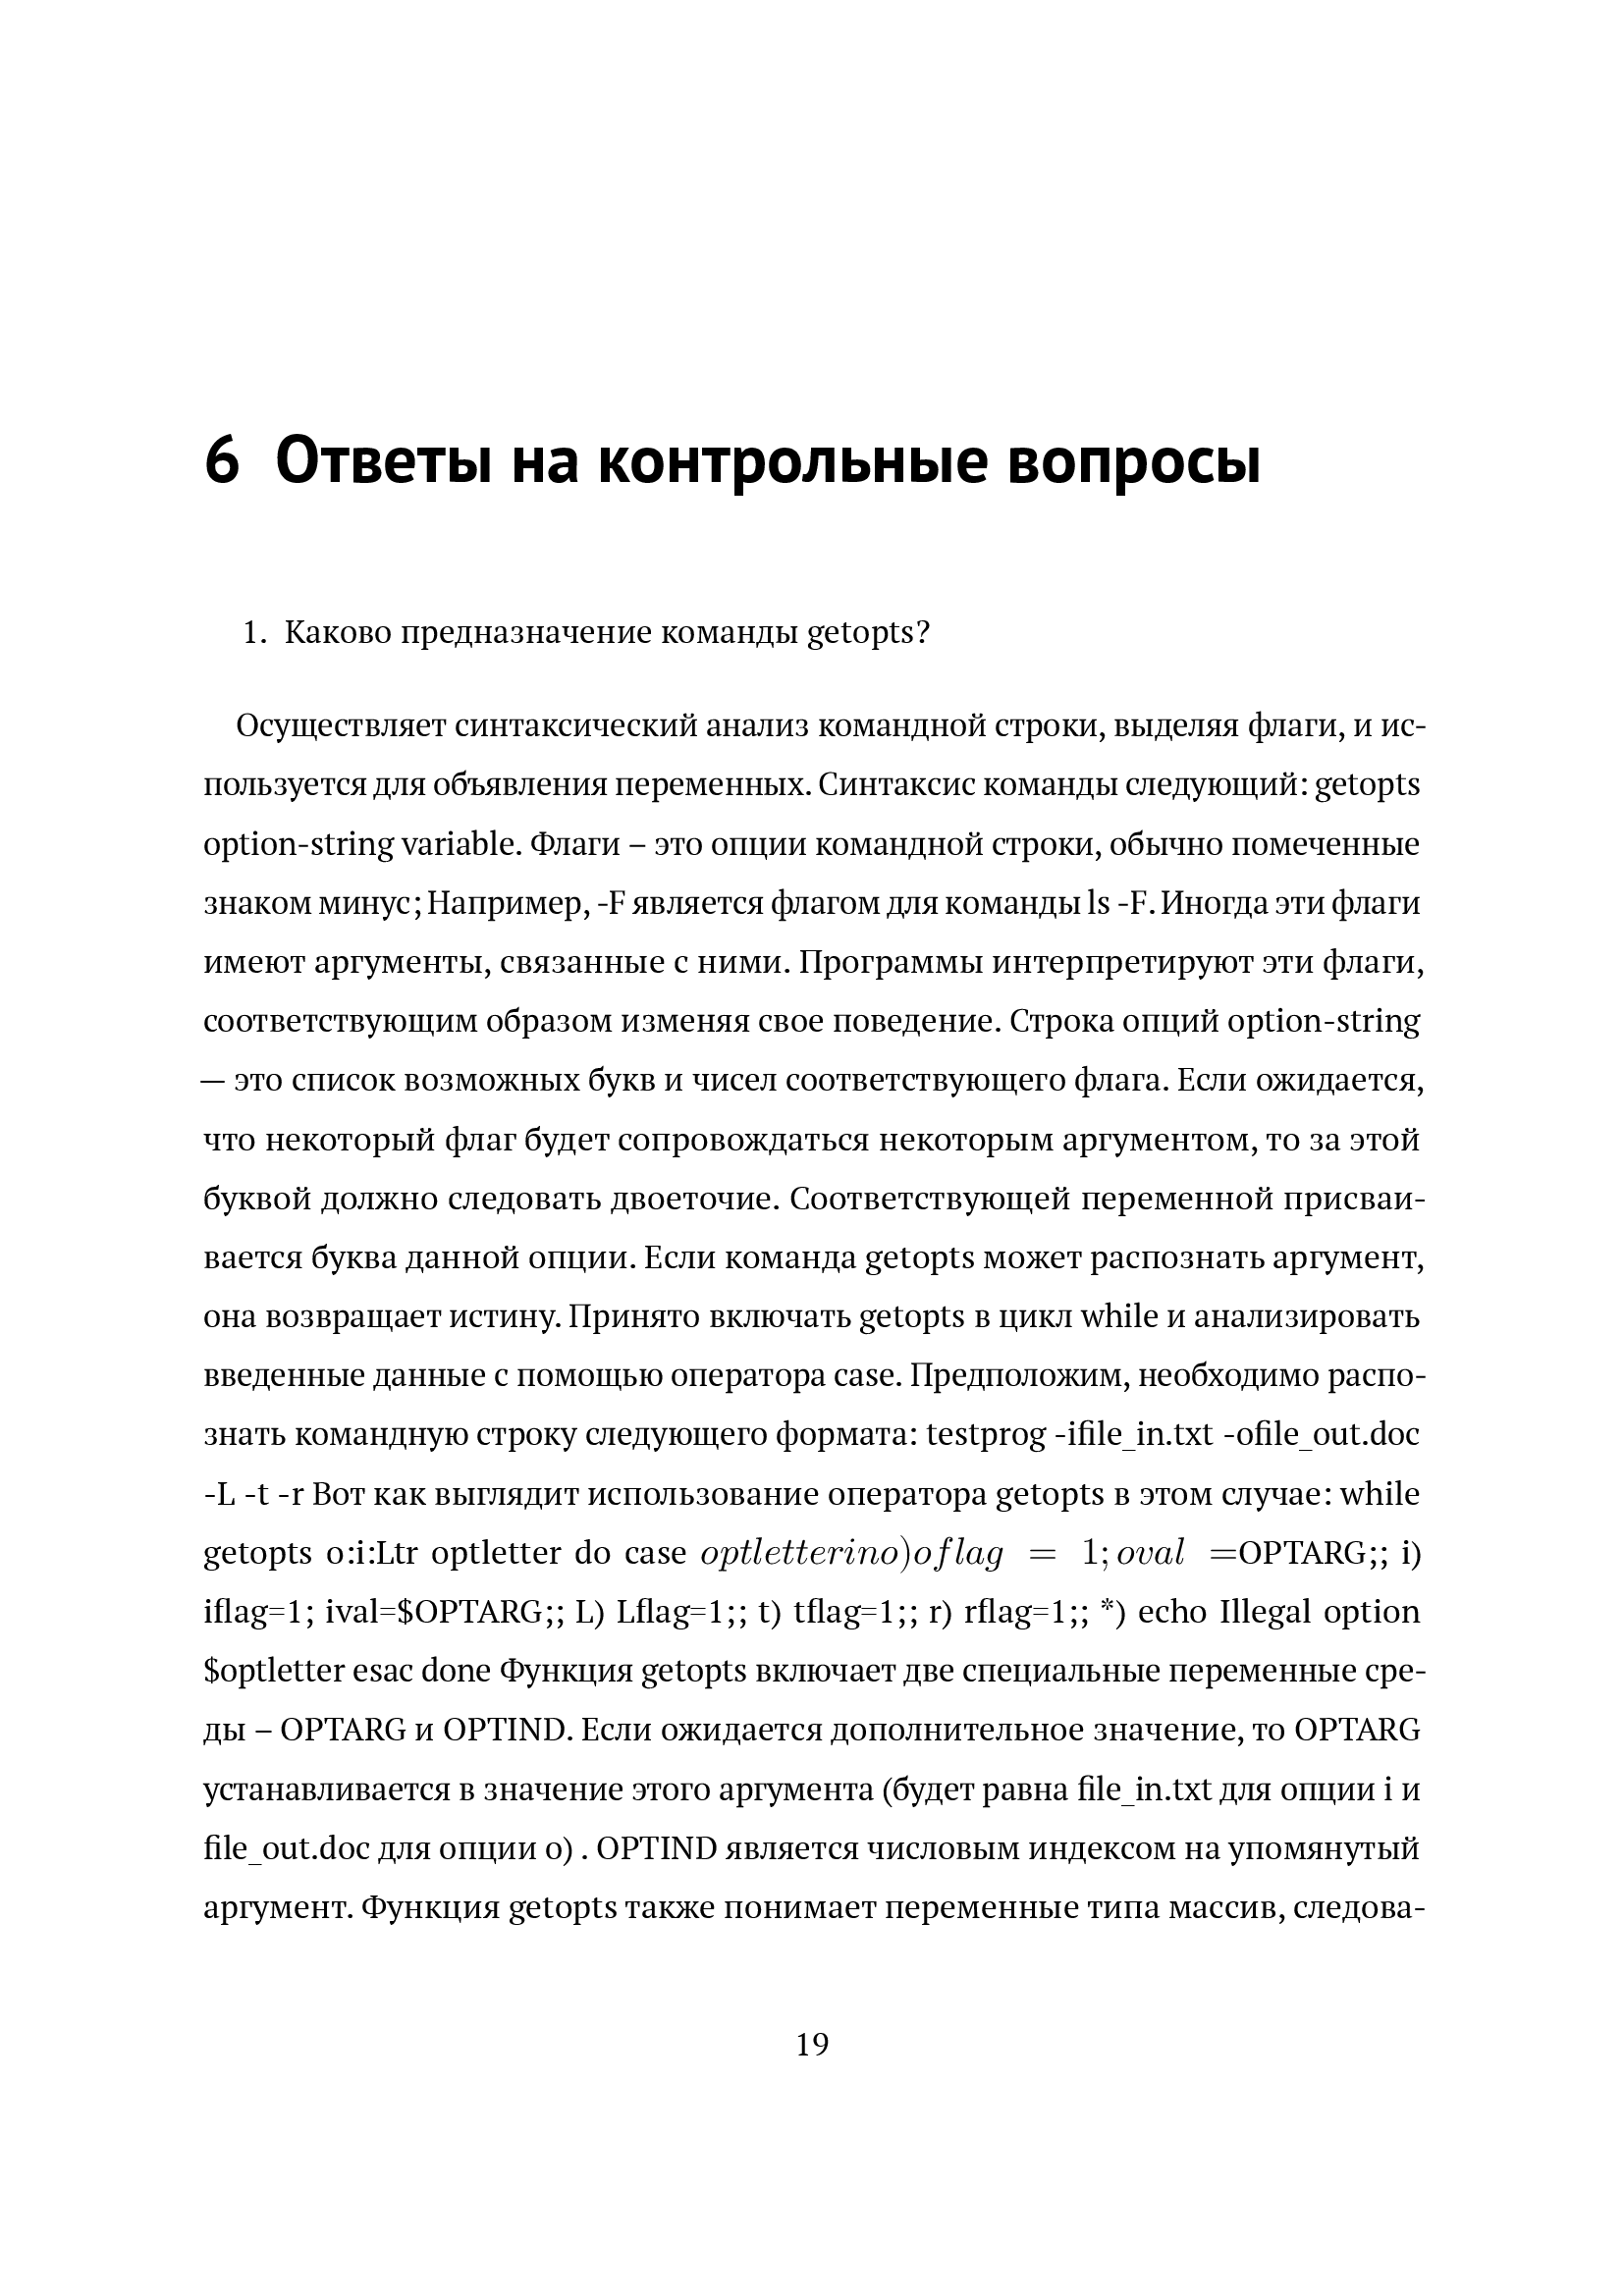 6 Ответы на контрольные вопросы
1. Каково предназначение команды getopts?
Осуществляет синтаксический анализ командной строки, выделяя флаги, и ис-
пользуется для объявления переменных. Синтаксис команды следующий: getopts
option-string variable. Флаги – это опции командной строки, обычно помеченные
знаком минус; Например, -F является флагом для команды ls -F. Иногда эти флаги
имеют аргументы, связанные с ними. Программы интерпретируют эти флаги,
соответствующим образом изменяя свое поведение. Строка опций option-string
— это список возможных букв и чисел соответствующего флага. Если ожидается,
что некоторый флаг будет сопровождаться некоторым аргументом, то за этой
буквой должно следовать двоеточие. Соответствующей переменной присваи-
вается буква данной опции. Если команда getopts может распознать аргумент,
она возвращает истину. Принято включать getopts в цикл while и анализировать
введенные данные с помощью оператора case. Предположим, необходимо распо-
знать командную строку следующего формата: testprog -ifile_in.txt -ofile_out.doc
-L -t -r Вот как выглядит использование оператора getopts в этом случае: while
getopts o:i:Ltr optletter do case optletterino)oflag = 1; oval =OPTARG;; i)
iflag=1; ival=$OPTARG;; L) Lflag=1;; t) tflag=1;; r) rflag=1;; *) echo Illegal option
$optletter esac done Функция getopts включает две специальные переменные сре-
ды – OPTARG и OPTIND. Если ожидается дополнительное значение, то OPTARG
устанавливается в значение этого аргумента (будет равна file_in.txt для опции i и
file_out.doc для опции o) . OPTIND является числовым индексом на упомянутый
аргумент. Функция getopts также понимает переменные типа массив, следова-
19